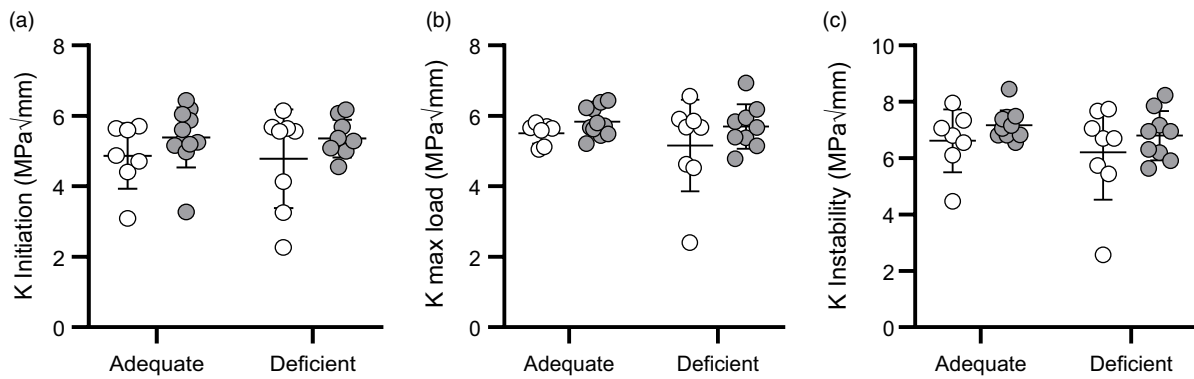 (a)
K Initiation (MPa√mm)
8
6
4
2
0
Adequate
Deficient
(b)
K max load (MPa√mm)
8
6
4
2
0
Adequate
Deficient
(c)
K Instability (MPa√mm)
10
8
6
4
2
0
Adequate
Deficient